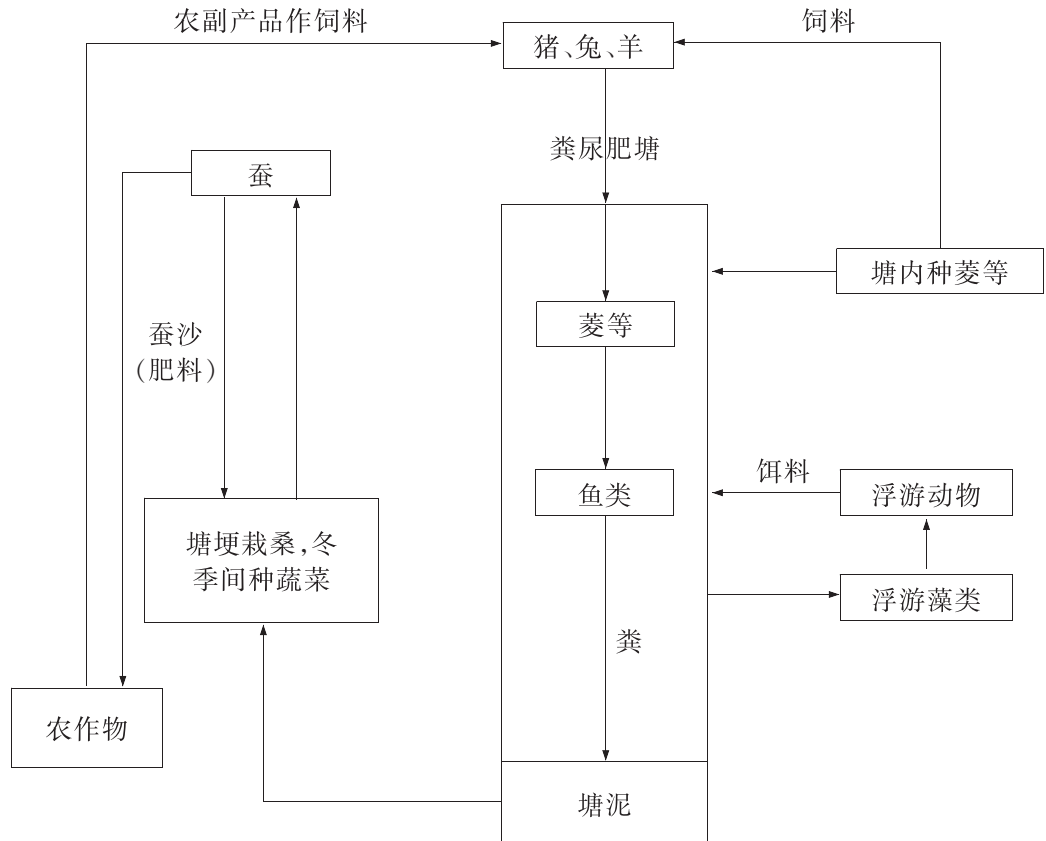 农副产品作饲料
饲料
猪、兔、羊
粪尿肥塘
蚕
塘内种菱等
菱等
蚕沙
(肥料)
饵料
鱼类
浮游动物
塘埂栽桑,冬
季间种蔬菜
浮游藻类
粪
农作物
塘泥